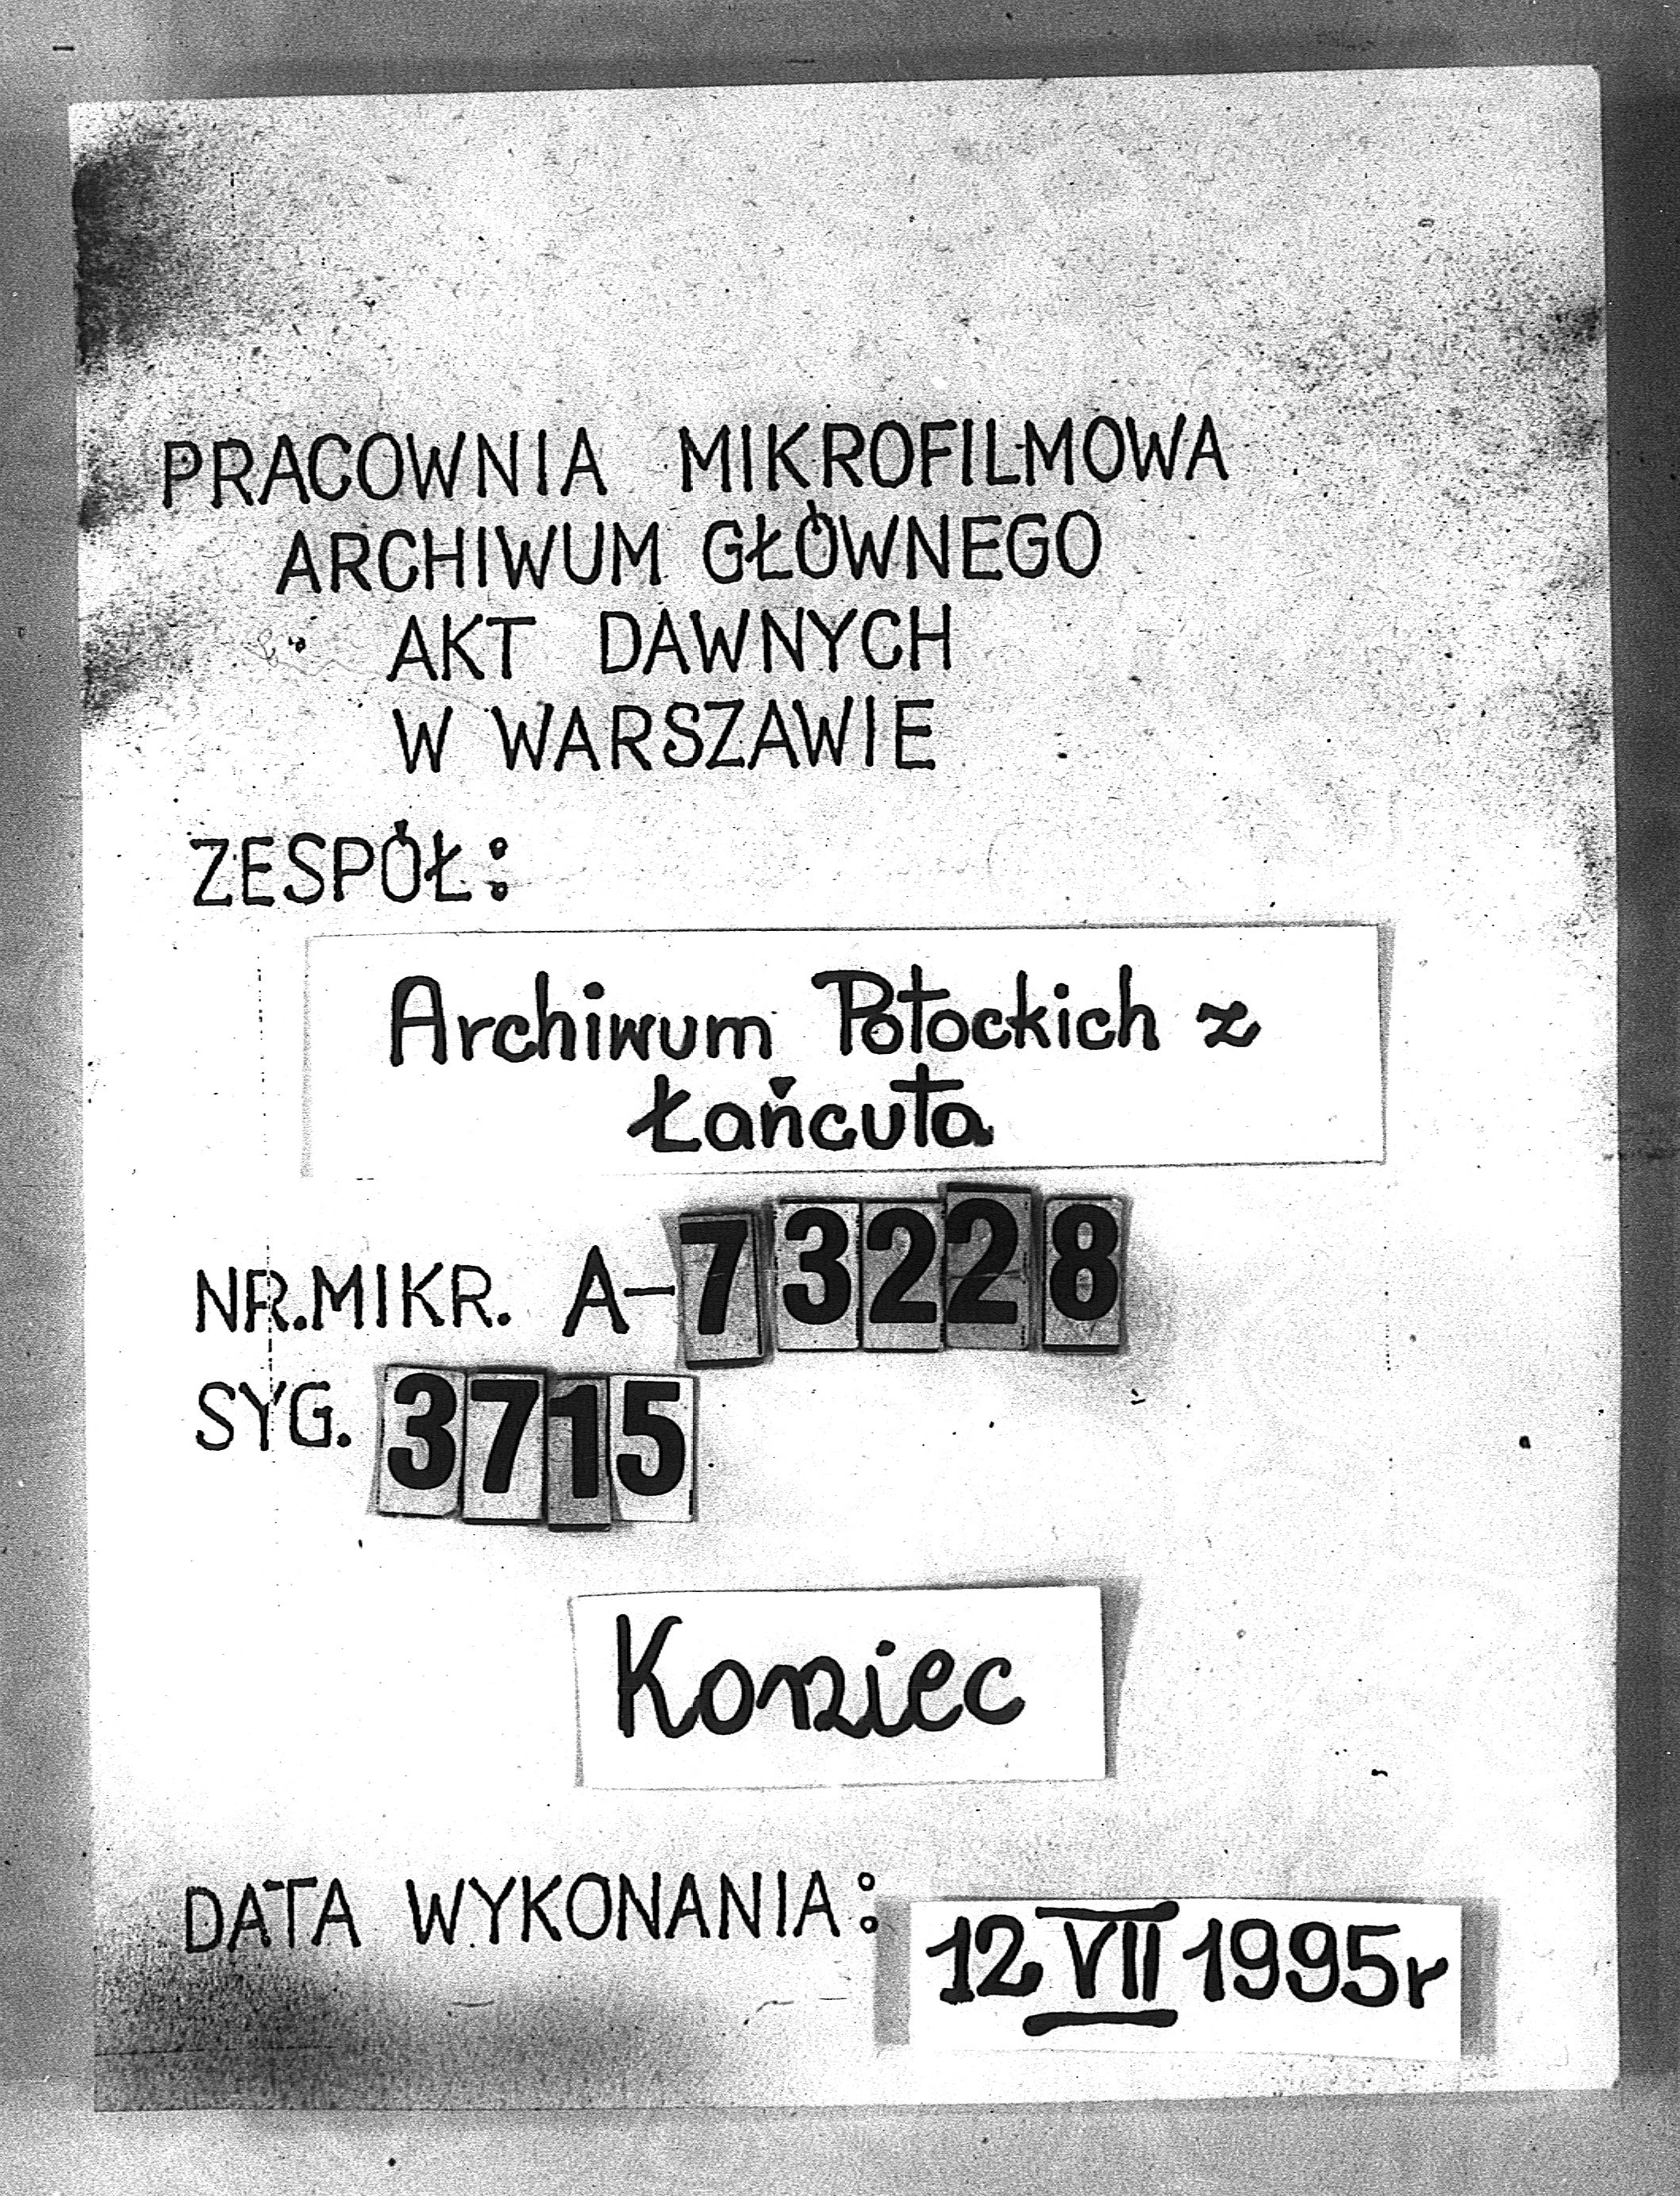 PRACOWNIA MIKROFILMOWA
ARCHIWUM GŁÓWNEGO
AKT DAWNYCH
W WARSZAWIE
ZESPÓŁ:
Archiwum Potockich z
Łańcuta
NR.MIKR. A-73228
SYG. 3715
Koniec
DATA WYKONANIA: 12 VII 1995r